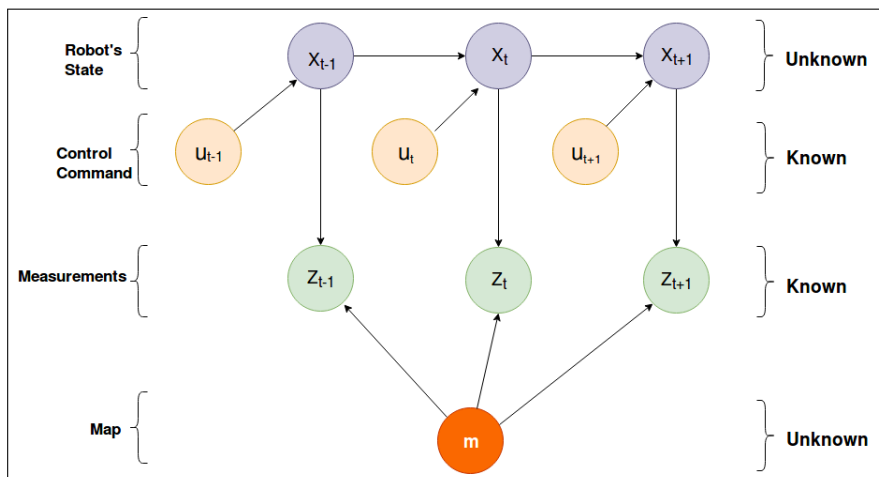 Robot's
State
X_{t-1}
X_t
X_{t+1}
Unknown
Control
Command
u_{t-1}
u_t
u_{t+1}
Known
Measurements
Z_{t-1}
Z_t
Z_{t+1}
Known
Map
m
Unknown